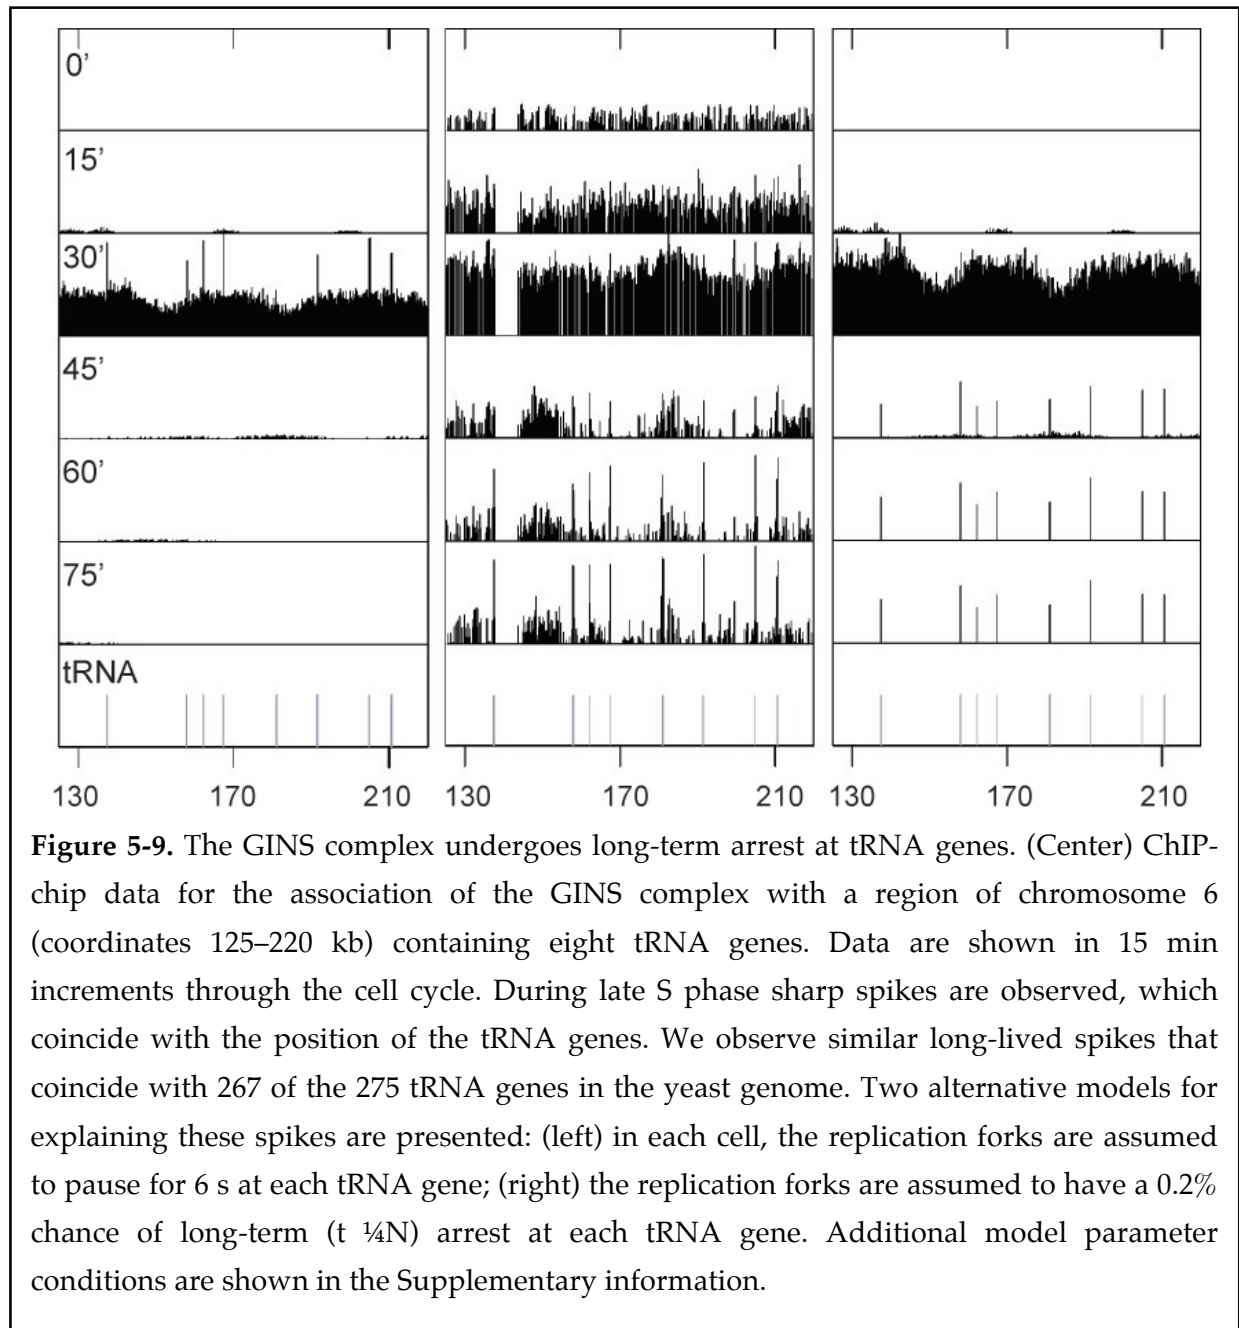 0'
15'
30'
45'
60'
75'
tRNA
130 170 210 130 170 210 130 170 210
Figure 5-9. The GINS complex undergoes long-term arrest at tRNA genes. (Center) ChIP-
chip data for the association of the GINS complex with a region of chromosome 6
(coordinates 125–220 kb) containing eight tRNA genes. Data are shown in 15 min
increments through the cell cycle. During late S phase sharp spikes are observed, which
coincide with the position of the tRNA genes. We observe similar long-lived spikes that
coincide with 267 of the 275 tRNA genes in the yeast genome. Two alternative models for
explaining these spikes are presented: (left) in each cell, the replication forks are assumed
to pause for 6 s at each tRNA gene; (right) the replication forks are assumed to have a 0.2%
chance of long-term (t ¼N) arrest at each tRNA gene. Additional model parameter
conditions are shown in the Supplementary information.